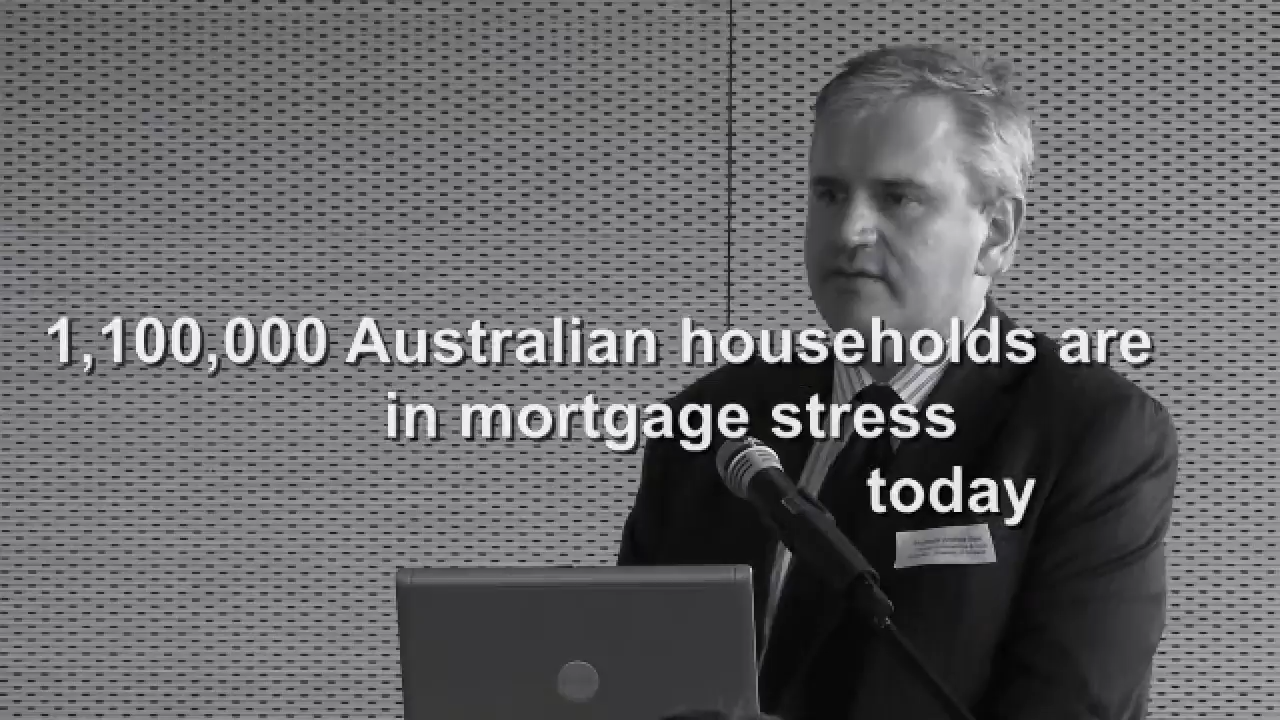 1,100,000 Australian households are
in mortgage stress
today